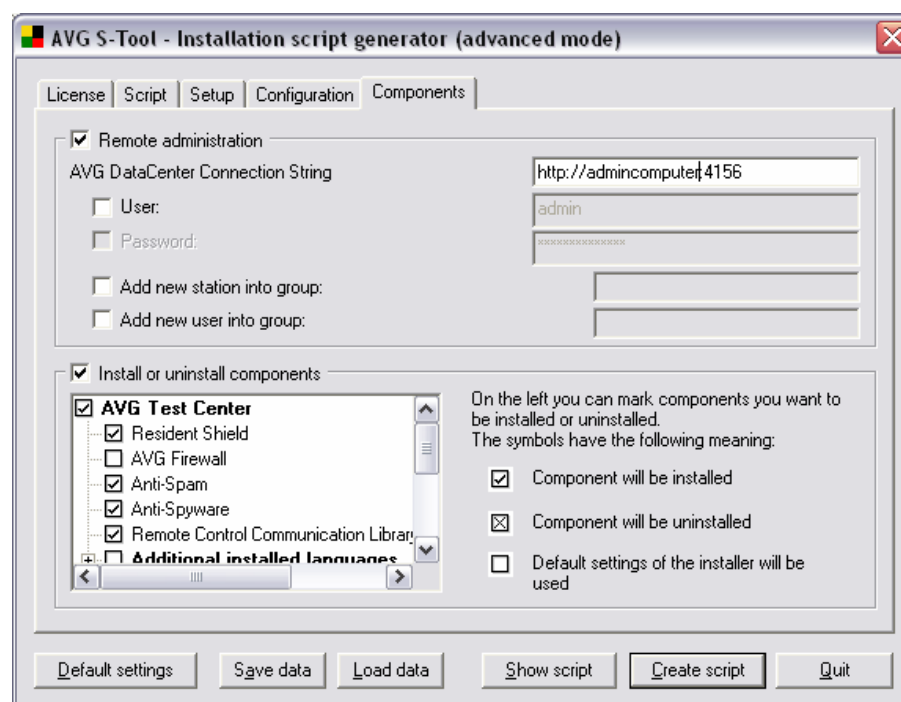 AVG S-Tool - Installation script generator (advanced mode)
License Script Setup Configuration Components
Remote administration
AVG DataCenter Connection String http://admincomputer:4156
User: admin
Password: **************
Add new station into group:
Add new user into group:
Install or uninstall components
AVG Test Center
Resident Shield
AVG Firewall
Anti-Spam
Anti-Spyware
Remote Control Communication Library
Additional installed languages
On the left you can mark components you want to
be installed or uninstalled.
The symbols have the following meaning:
Component will be installed
Component will be uninstalled
Default settings of the installer will be
used
Default settings Save data Load data Show script Create script Quit